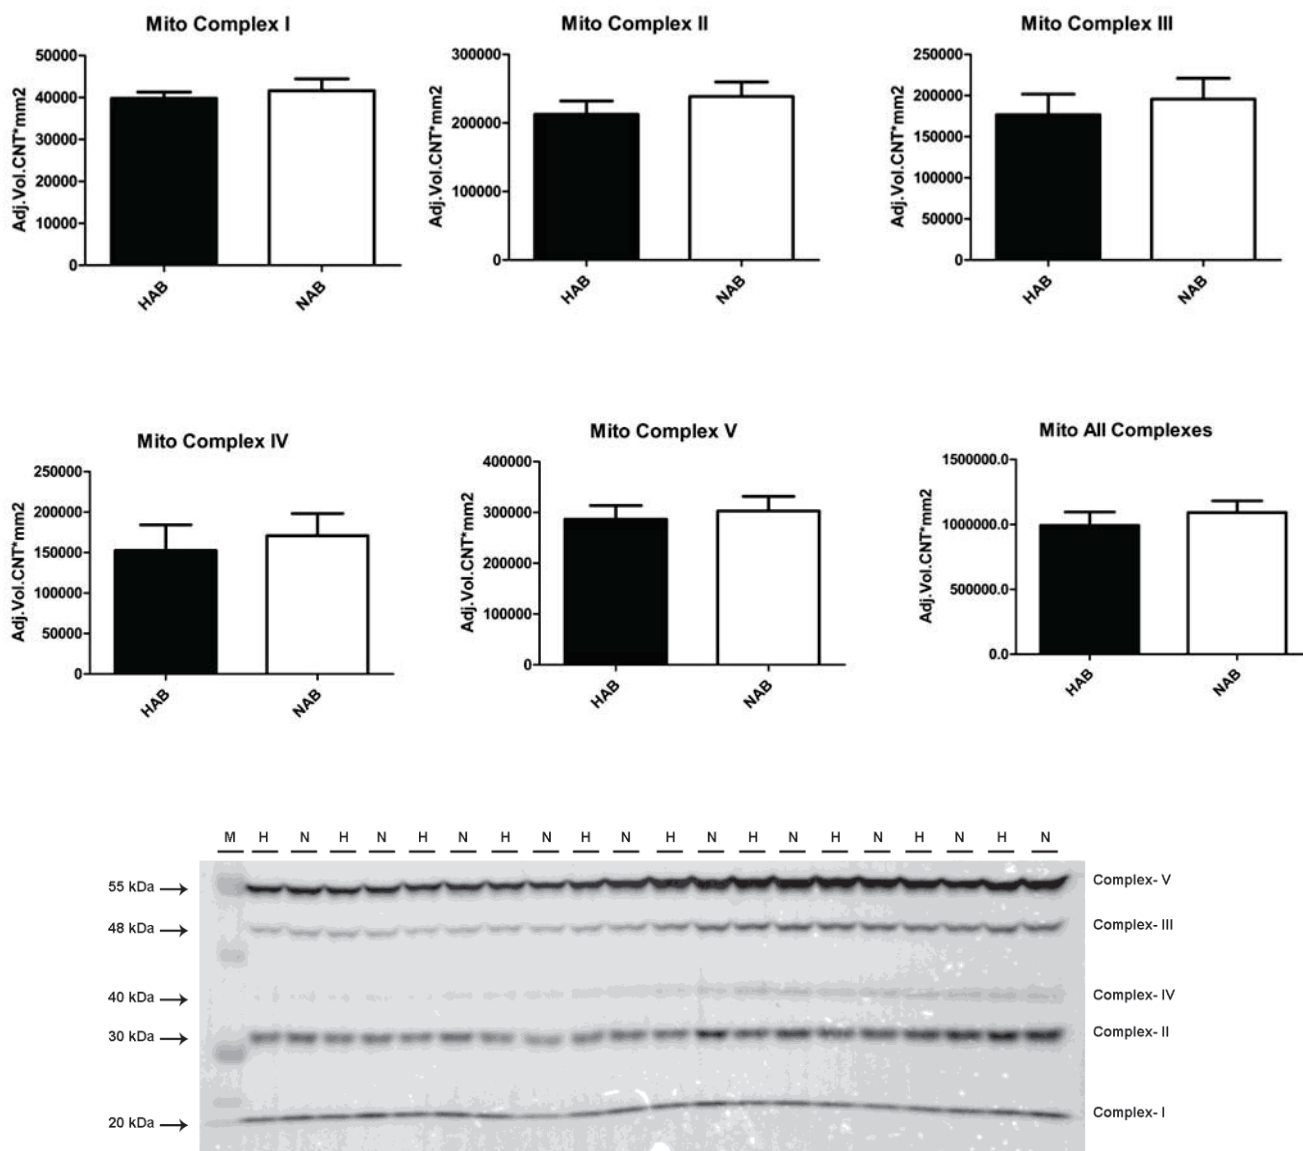 Mito Complex I
Mito Complex II
Mito Complex III
Adj.Vol.CNT*mm2
50000
40000
30000
20000
10000
0
HAB
NAB
Adj.Vol.CNT*mm2
300000
200000
100000
0
HAB
NAB
Adj.Vol.CNT*mm2
250000
200000
150000
100000
50000
0
HAB
NAB
Mito Complex IV
Mito Complex V
Mito All Complexes
Adj.Vol.CNT*mm2
250000
200000
150000
100000
50000
0
HAB
NAB
Adj.Vol.CNT*mm2
400000
300000
200000
100000
0
HAB
NAB
Adj.Vol.CNT*mm2
1500000.0
1000000.0
500000.0
0.0
HAB
NAB
M H N H N H N H N H N H N H N H N H N H N
55 kDa
Complex- V
48 kDa
Complex- III
40 kDa
Complex- IV
30 kDa
Complex- II
20 kDa
Complex- I